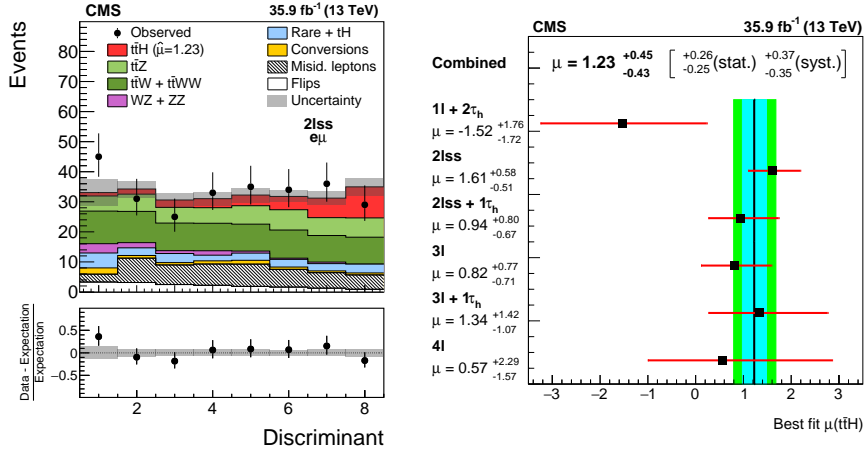 CMS 35.9 fb⁻¹ (13 TeV)
Events
80
70
60
50
40
30
20
10
0
Observed
tt̄H (μ̂=1.23)
tt̄Z
tt̄W + tt̄WW
WZ + ZZ
Rare + tH
Conversions
Misid. leptons
Flips
Uncertainty
2lss
eμ
Data - Expectation
Expectation
0.5
0.0
−0.5
2 4 6 8
Discriminant
CMS 35.9 fb⁻¹ (13 TeV)
Combined μ = 1.23 +0.45 -0.43 [ +0.26 -0.25 (stat.) +0.37 -0.35 (syst.) ]
1l + 2τh
μ = -1.52 +1.76 -1.72
2lss
μ = 1.61 +0.58 -0.51
2lss + 1τh
μ = 0.94 +0.80 -0.67
3l
μ = 0.82 +0.77 -0.71
3l + 1τh
μ = 1.34 +1.42 -1.07
4l
μ = 0.57 +2.29 -1.57
−3 −2 −1 0 1 2 3
Best fit μ(tt̄H)